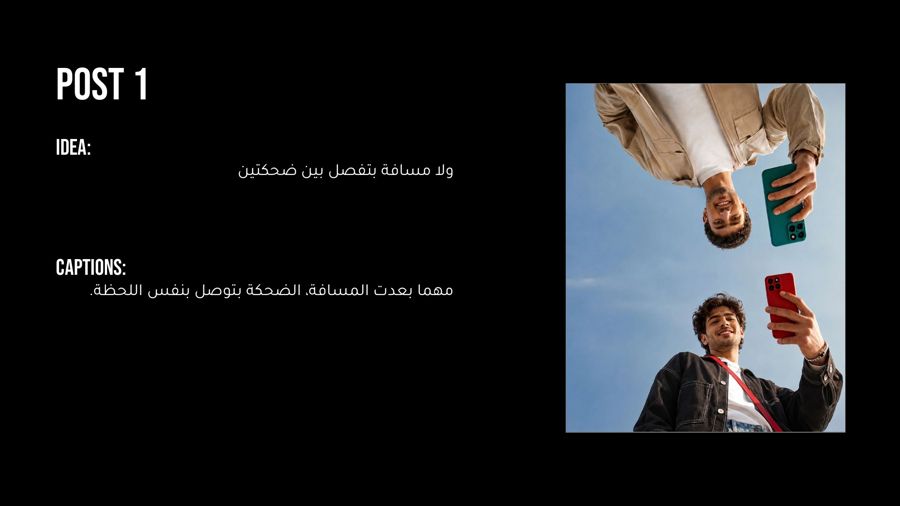 POST 1
IDEA:
ولا مسافة بتفصل بين ضحكتين
CAPTIONS:
مهما بعدت المسافة، الضحكة بتوصل بنفس اللحظة.